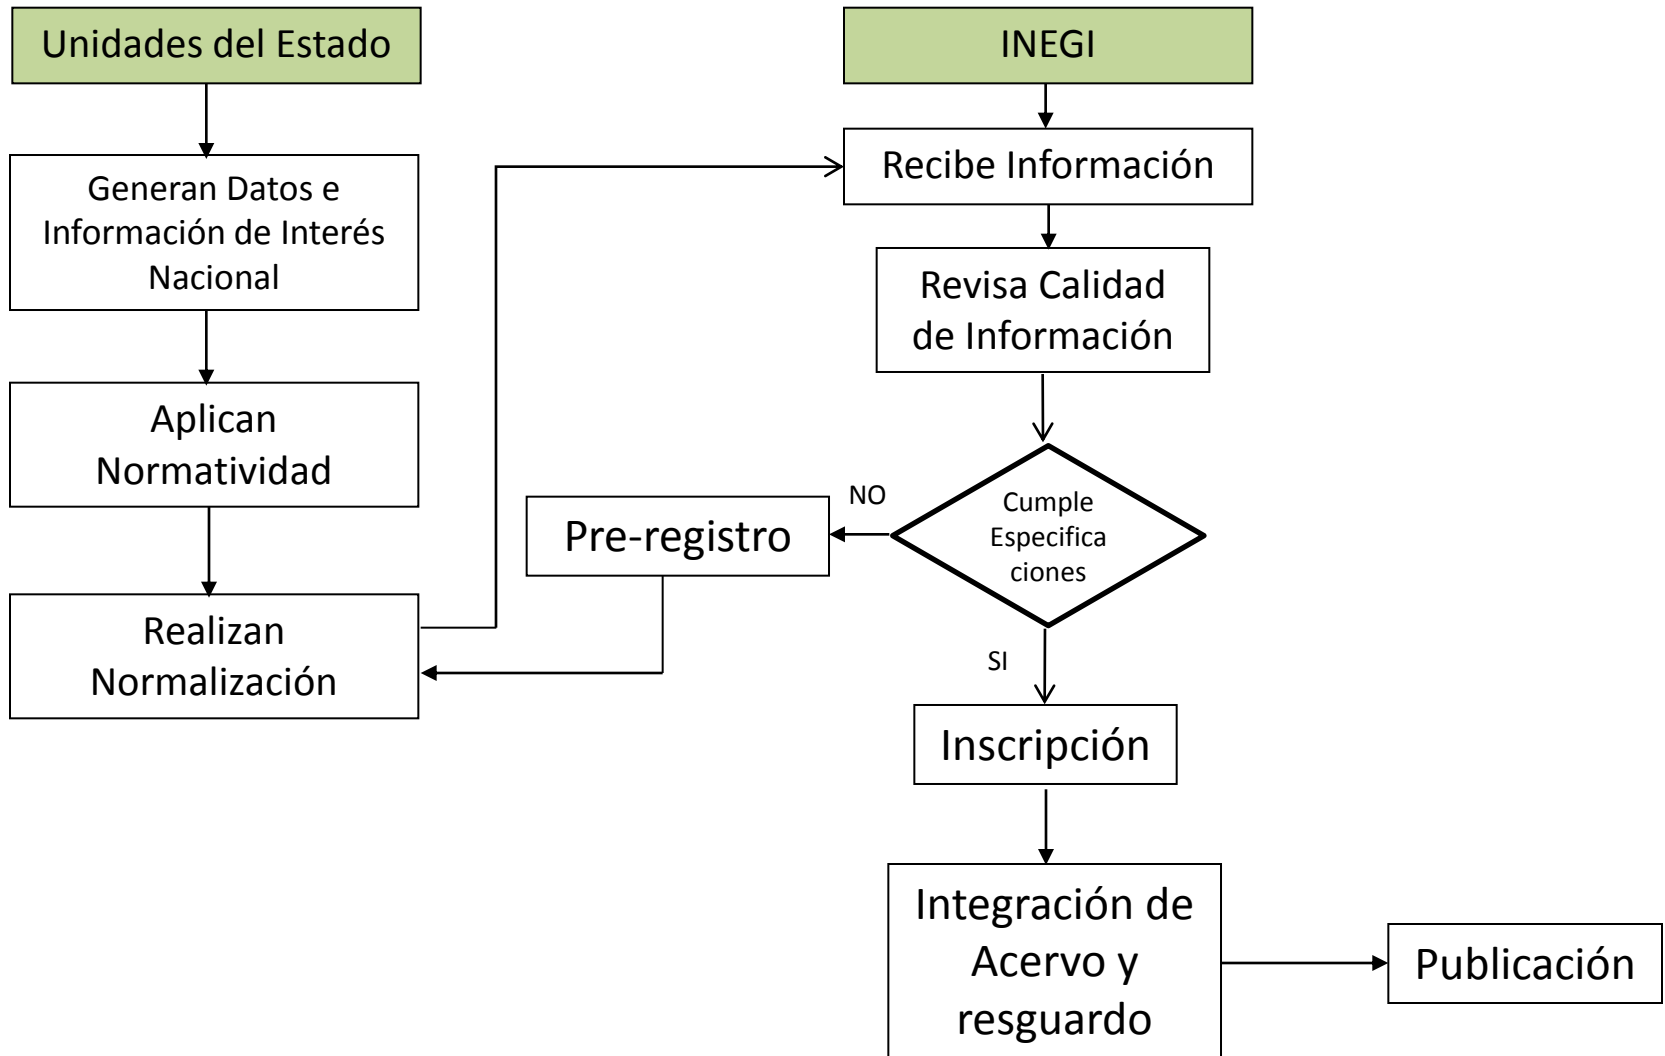 Unidades del Estado
INEGI
Generan Datos e
Información de Interés
Nacional
Aplican
Normatividad
Realizan
Normalización
Recibe Información
Revisa Calidad
de Información
Cumple
Especifica
ciones
NO
Pre-registro
SI
Inscripción
Integración de
Acervo y
resguardo
Publicación